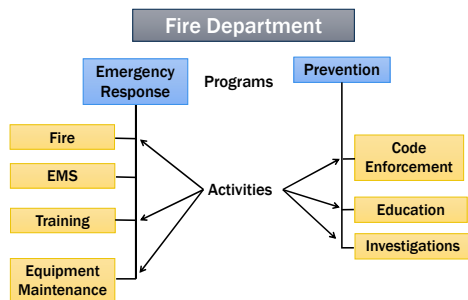 Fire Department
Emergency
Response
Programs
Prevention
Fire
EMS
Training
Equipment
Maintenance
Activities
Code
Enforcement
Education
Investigations